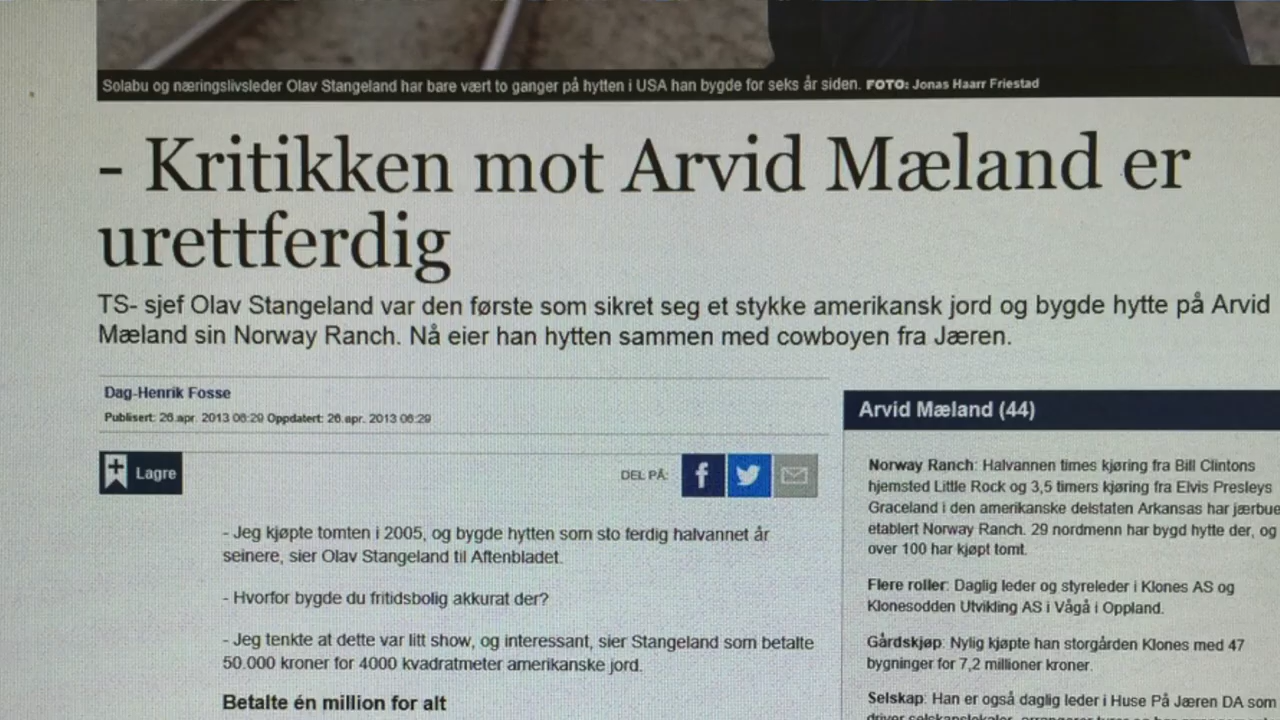 Solabu og næringslivsleder Olav Stangeland har bare vært to ganger på hytten i USA han bygde for seks år siden. FOTO: Jonas Haarr Friestad
- Kritikken mot Arvid Mæland er
urettferdig
TS- sjef Olav Stangeland var den første som sikret seg et stykke amerikansk jord og bygde hytte på Arvid
Mæland sin Norway Ranch. Nå eier han hytten sammen med cowboyen fra Jæren.
Dag-Henrik Fosse
Publisert: 26.apr. 2013 06:29 Oppdatert: 26.apr. 2013 06:29
Lagre
DEL PÅ:
- Jeg kjøpte tomten i 2005, og bygde hytten som sto ferdig halvannet år
seinere, sier Olav Stangeland til Aftenbladet.
- Hvorfor bygde du fritidsbolig akkurat der?
- Jeg tenkte at dette var litt show, og interessant, sier Stangeland som betalte
50.000 kroner for 4000 kvadratmeter amerikanske jord.
Betalte én million for alt
Arvid Mæland (44)
Norway Ranch: Halvannen times kjøring fra Bill Clintons
hjemsted Little Rock og 3,5 timers kjøring fra Elvis Presleys
Graceland i den amerikanske delstaten Arkansas har jærbue
etablert Norway Ranch. 29 nordmenn har bygd hytte der, og
over 100 har kjøpt tomt.
Flere roller: Daglig leder og styreleder i Klones AS og
Klonesodden Utvikling AS i Vågå i Oppland.
Gårdskjøp: Nylig kjøpte han storgården Klones med 47
bygninger for 7,2 millioner kroner.
Selskap: Han er også daglig leder i Huse På Jæren DA som